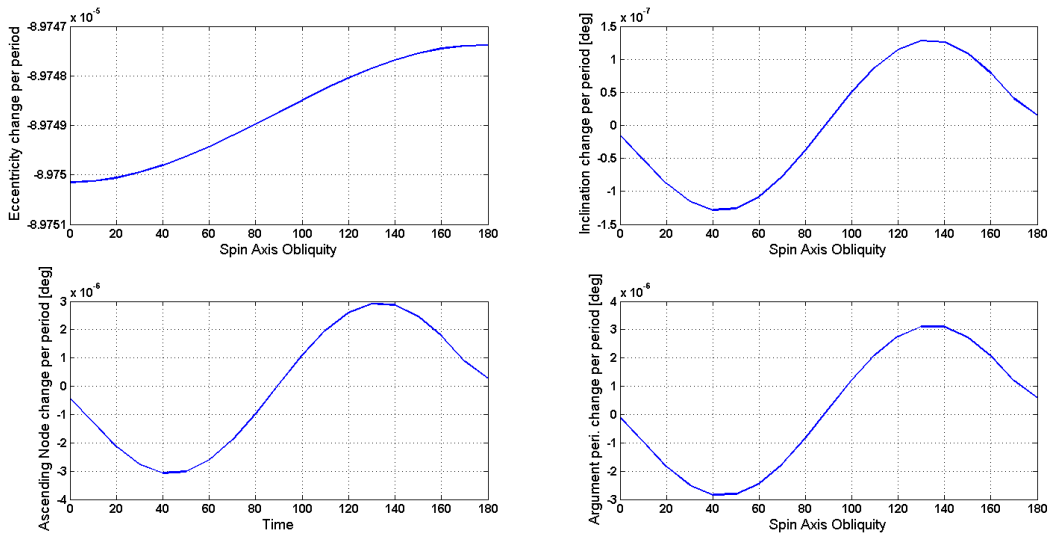 x 10^-5
-8.9747
-8.9748
-8.9749
-8.975
-8.9751
Eccentricity change per period
0 20 40 60 80 100 120 140 160 180
Spin Axis Obliquity
x 10^-7
1.5
1
0.5
0
-0.5
-1
-1.5
Inclination change per period [deg]
0 20 40 60 80 100 120 140 160 180
Spin Axis Obliquity
x 10^-6
3
2
1
0
-1
-2
-3
-4
Ascending Node change per period [deg]
0 20 40 60 80 100 120 140 160 180
Time
x 10^-6
4
3
2
1
0
-1
-2
-3
Argument peri. change per period [deg]
0 20 40 60 80 100 120 140 160 180
Spin Axis Obliquity